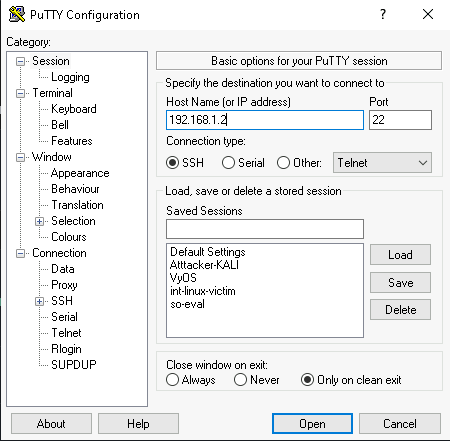 PuTTY Configuration
?
Category:
Session
Logging
Terminal
Keyboard
Bell
Features
Window
Appearance
Behaviour
Translation
Selection
Colours
Connection
Data
Proxy
SSH
Serial
Telnet
Rlogin
SUPDUP
Basic options for your PuTTY session
Specify the destination you want to connect to
Host Name (or IP address) Port
192.168.1.2 22
Connection type:
SSH Serial Other: Telnet
Load, save or delete a stored session
Saved Sessions
Default Settings
Atttacker-KALI
VyOS
int-linux-victim
so-eval
Load
Save
Delete
Close window on exit:
Always Never Only on clean exit
About Help Open Cancel